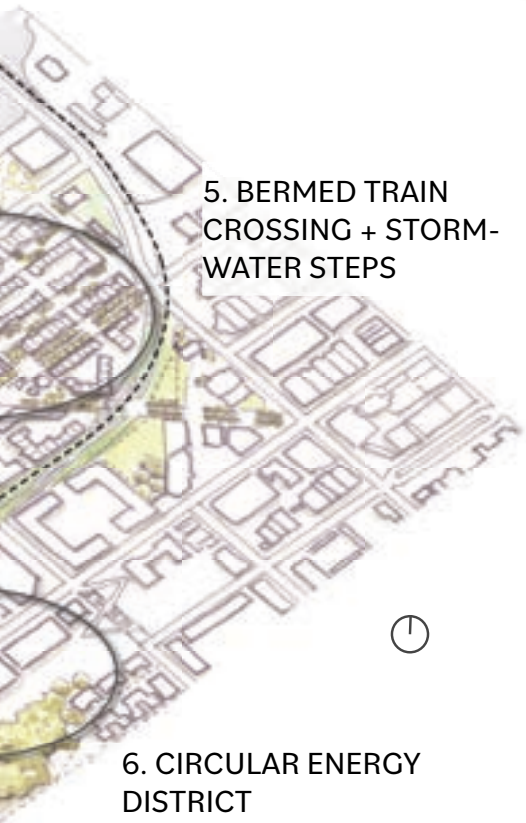 5. BERMED TRAIN
CROSSING + STORM-
WATER STEPS
6. CIRCULAR ENERGY
DISTRICT